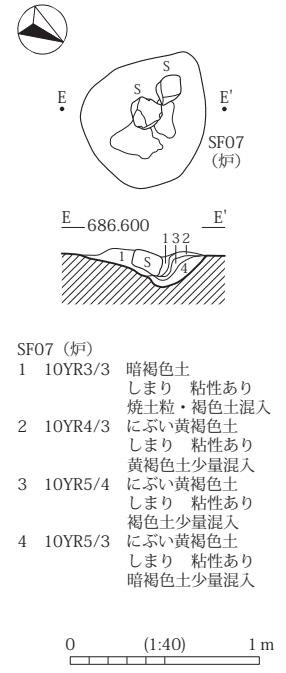 S
S
E E'
SF07
（炉）
E 686.600 E'
1 3 2
1 S 4
SF07（炉）
1 10YR3/3 暗褐色土
しまり 粘性あり
焼土粒・褐色土混入
2 10YR4/3 にぶい黄褐色土
しまり 粘性あり
黄褐色土少量混入
3 10YR5/4 にぶい黄褐色土
しまり 粘性あり
褐色土少量混入
4 10YR5/3 にぶい黄褐色土
しまり 粘性あり
暗褐色土少量混入
0 (1:40) 1 m